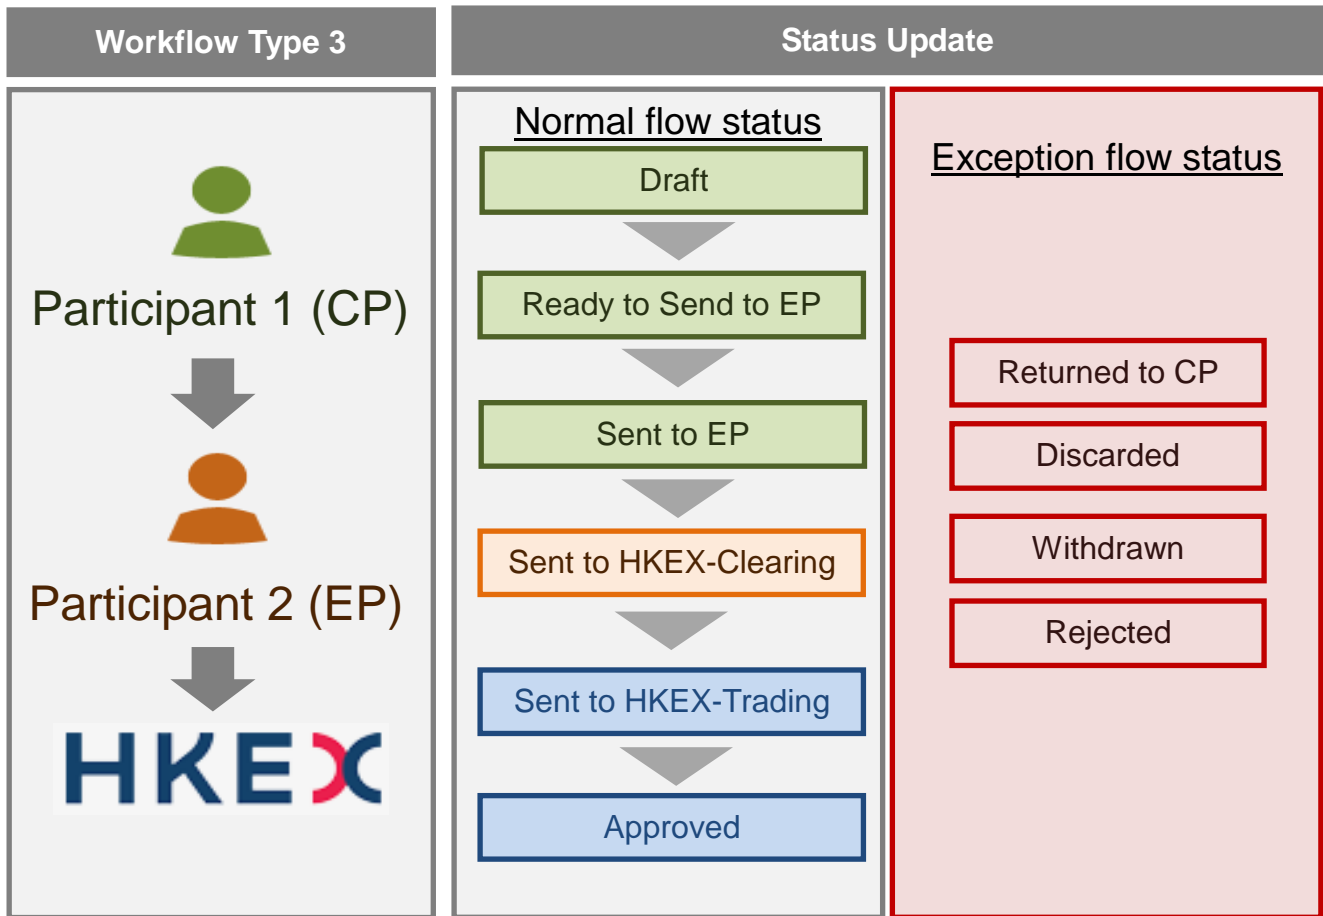 Workflow Type 3
Status Update
Participant 1 (CP)
Participant 2 (EP)
HKEX
Normal flow status
Draft
Ready to Send to EP
Sent to EP
Sent to HKEX-Clearing
Sent to HKEX-Trading
Approved
Exception flow status
Returned to CP
Discarded
Withdrawn
Rejected